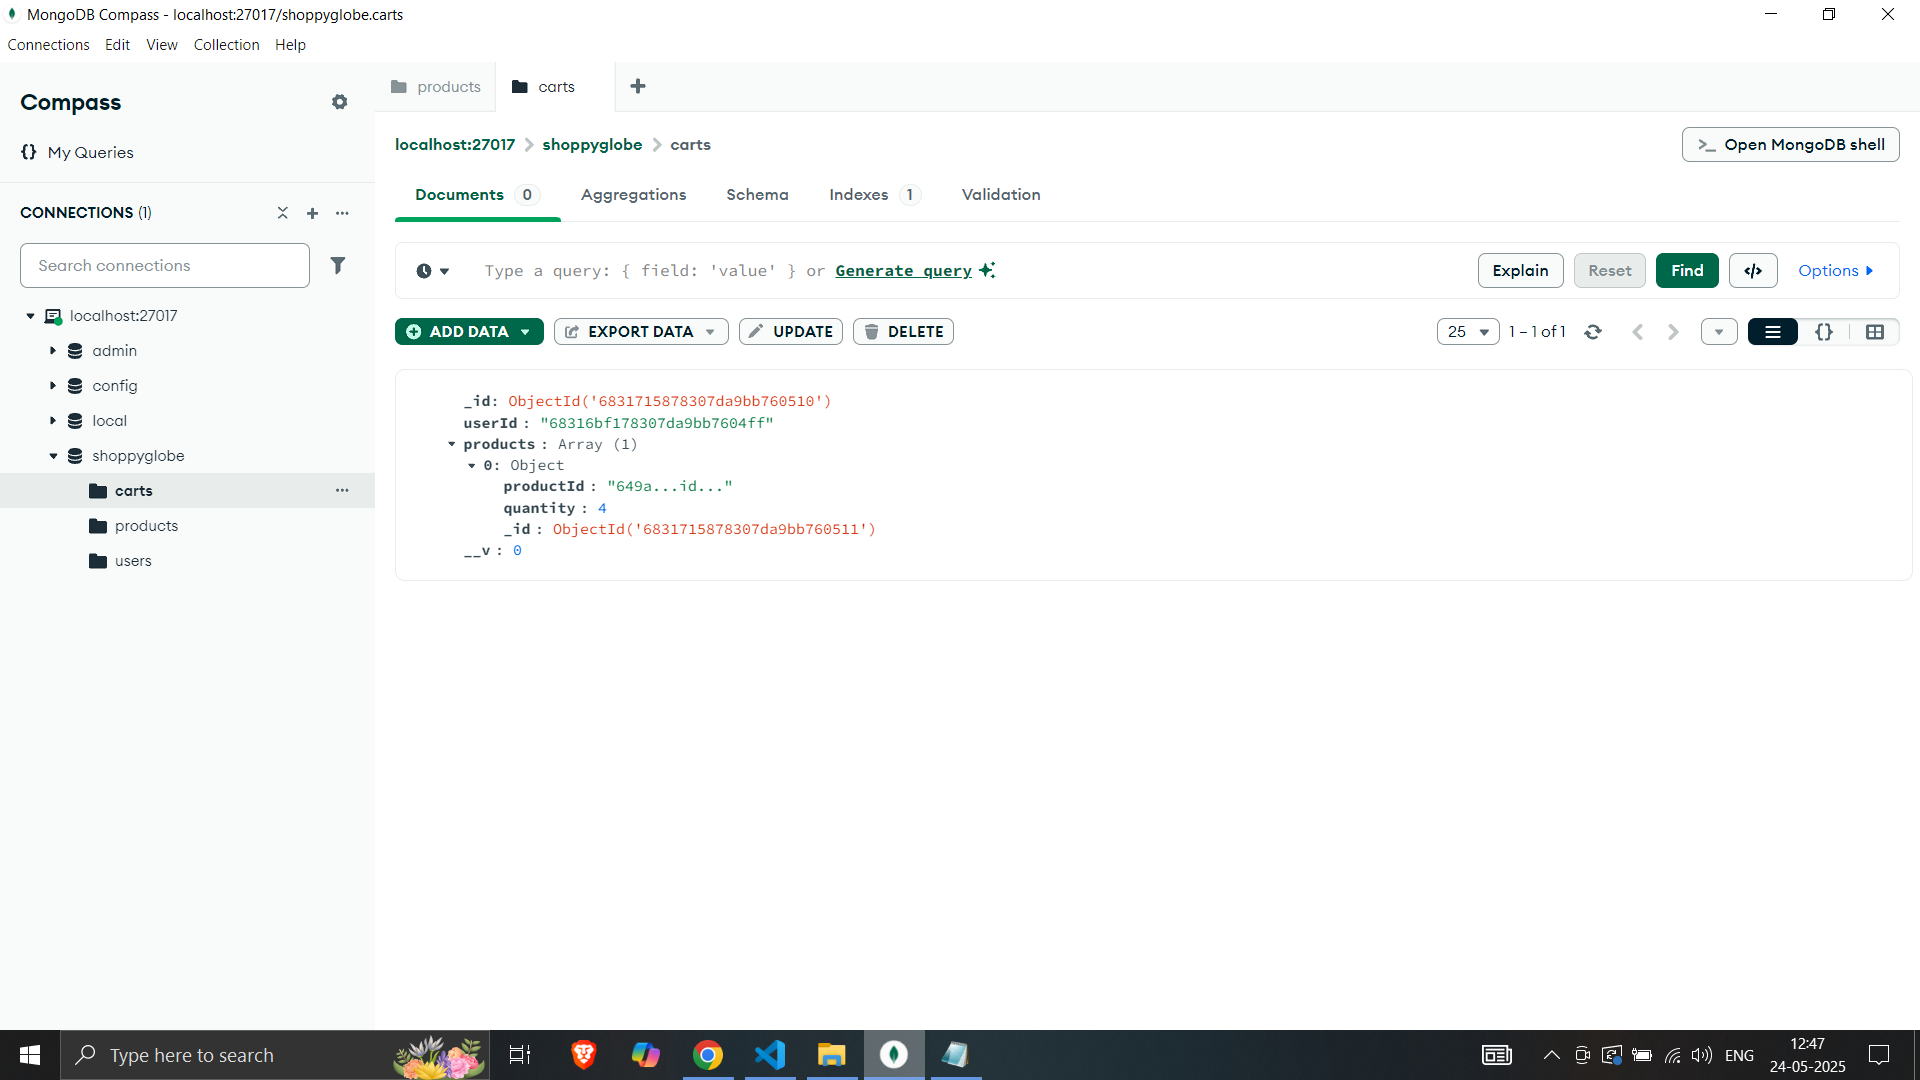 MongoDB Compass - localhost:27017/shoppyglobe.carts
Connections Edit View Collection Help
Compass
{} My Queries
CONNECTIONS (1)
Search connections
localhost:27017
admin
config
local
shoppyglobe
carts
products
users
products carts
localhost:27017 > shoppyglobe > carts
>_ Open MongoDB shell
Documents 0 Aggregations Schema Indexes 1 Validation
Type a query: { field: 'value' } or Generate query
Explain Reset Find </> Options
ADD DATA EXPORT DATA UPDATE DELETE
25 1 – 1 of 1 {}
_id: ObjectId('6831715878307da9bb760510')
userId : "68316bf178307da9bb7604ff"
products : Array (1)
0: Object
productId : "649a...id..."
quantity : 4
_id : ObjectId('6831715878307da9bb760511')
__v : 0
Type here to search
ENG
12:47
24-05-2025